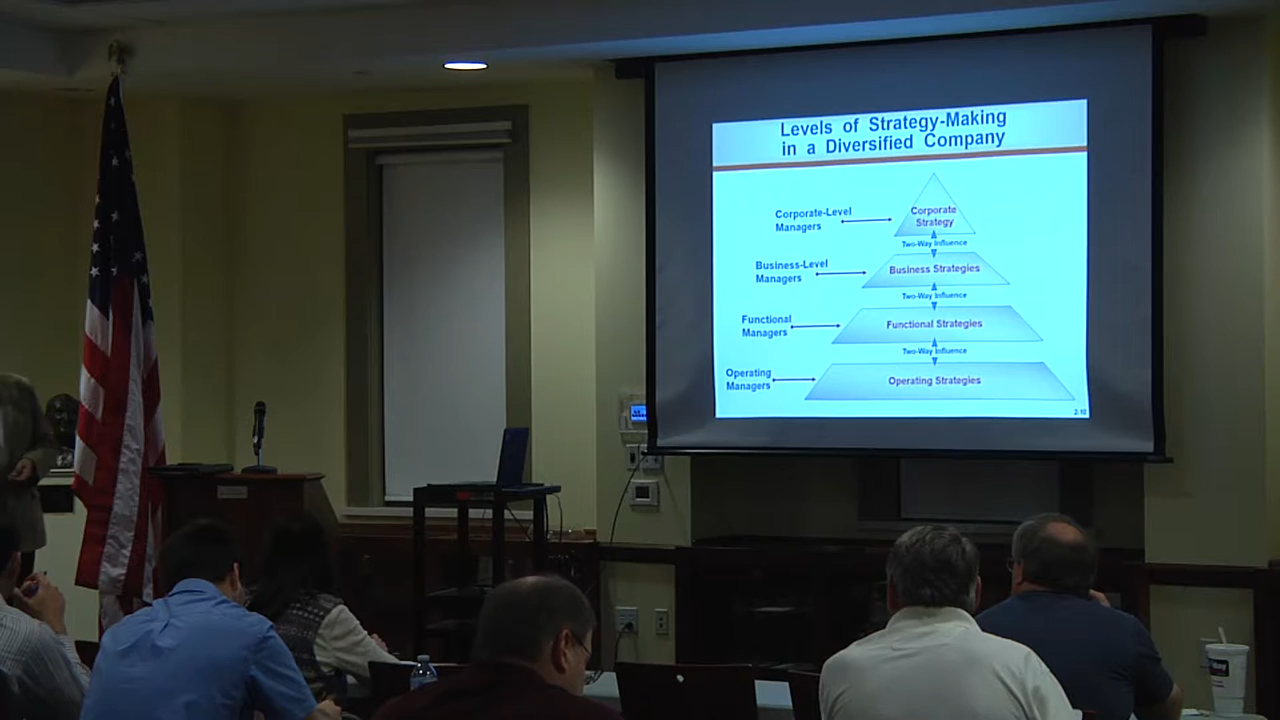 Levels of Strategy-Making
in a Diversified Company
Corporate-Level
Managers
Corporate
Strategy
Two-Way Influence
Business-Level
Managers
Business Strategies
Two-Way Influence
Functional
Managers
Functional Strategies
Two-Way Influence
Operating
Managers
Operating Strategies
2-10